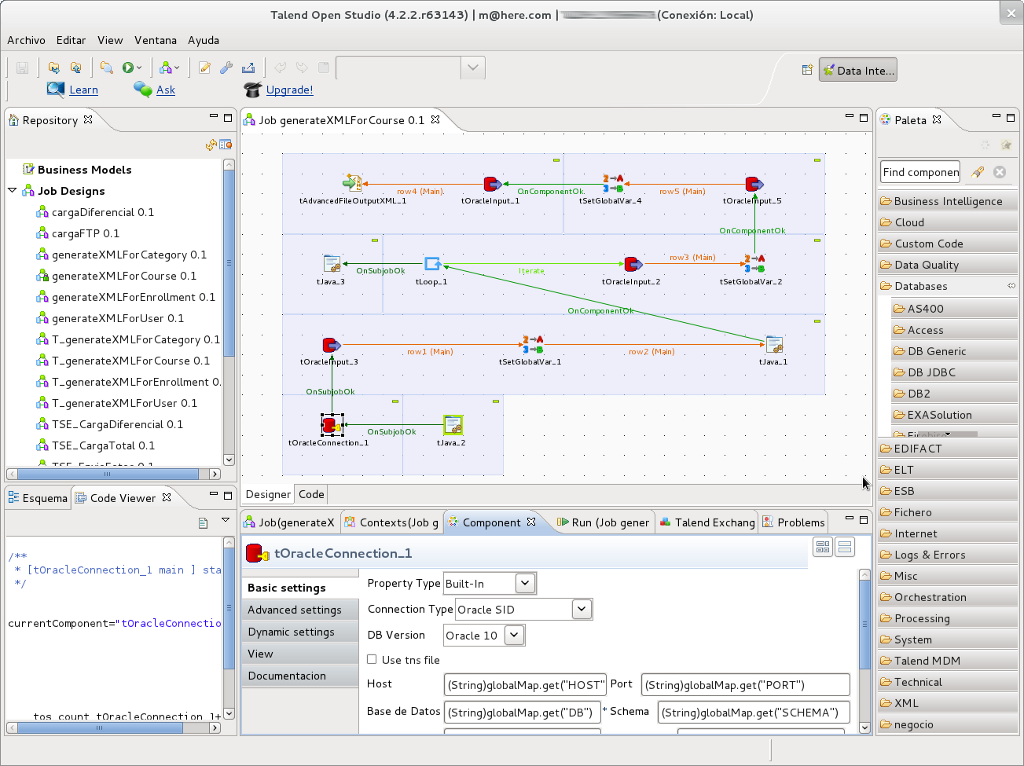 Talend Open Studio (4.2.2.r63143) | m@here.com | (Conexión: Local)
Archivo Editar View Ventana Ayuda
Data Inte...
Learn Ask Upgrade!
Repository
Business Models
Job Designs
cargaDiferencial 0.1
cargaFTP 0.1
generateXMLForCategory 0.1
generateXMLForCourse 0.1
generateXMLForEnrollment 0.1
generateXMLForUser 0.1
T_generateXMLForCategory 0.1
T_generateXMLForCourse 0.1
T_generateXMLForEnrollment 0.
T_generateXMLForUser 0.1
TSE_CargaDiferencial 0.1
TSE_CargaTotal 0.1
Esquema Code Viewer
/**
* [tOracleConnection_1 main ] sta
*/
currentComponent="tOracleConnectio
tos_count_tOracleConnection_1+
Job generateXMLForCourse 0.1
row4 (Main) OnComponentOk row5 (Main)
tAdvancedFileOutputXML_1 tOracleInput_1 tSetGlobalVar_4 tOracleInput_5
OnComponentOk
OnSubjobOk Iterate row3 (Main)
tJava_3 tLoop_1 tOracleInput_2 tSetGlobalVar_2
OnComponentOk
row1 (Main) row2 (Main)
tOracleInput_3 tSetGlobalVar_1 tJava_1
OnSubjobOk
OnSubjobOk
tOracleConnection_1 tJava_2
Designer Code
Job(generateX Contexts(Job g Component Run (Job gener Talend Exchang Problems
tOracleConnection_1
Basic settings
Advanced settings
Dynamic settings
View
Documentacion
Property Type Built-In
Connection Type Oracle SID
DB Version Oracle 10
Use tns file
Host (String)globalMap.get("HOST" Port (String)globalMap.get("PORT")
Base de Datos (String)globalMap.get("DB") * Schema (String)globalMap.get("SCHEMA")
Paleta
Find componen
Business Intelligence
Cloud
Custom Code
Data Quality
Databases
AS400
Access
DB Generic
DB JDBC
DB2
EXASolution
EDIFACT
ELT
ESB
Fichero
Internet
Logs & Errors
Misc
Orchestration
Processing
System
Talend MDM
Technical
XML
negocio